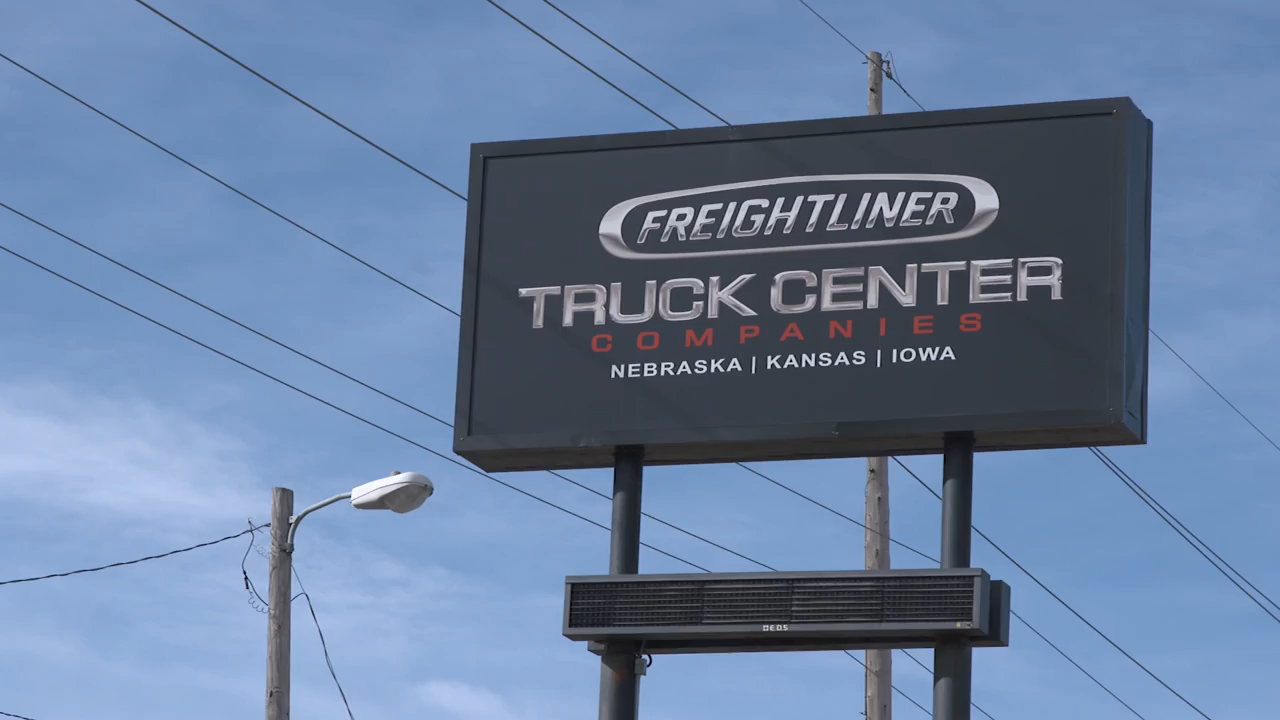 FREIGHTLINER
TRUCK CENTER
COMPANIES
NEBRASKA | KANSAS | IOWA